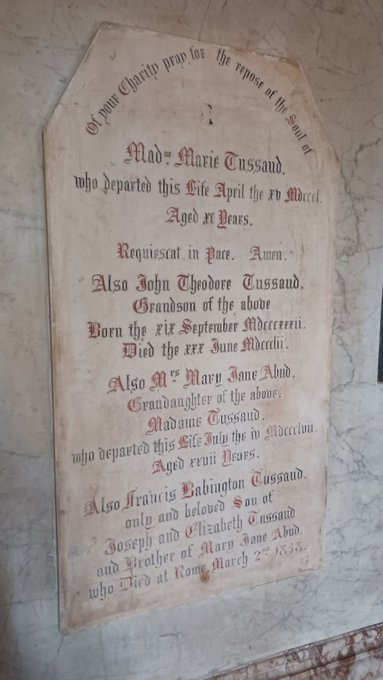 Of your Charity pray for the repose of the Soul of
Mad.me Marie Tussaud,
who departed this Life April the xv Mdcccl.
Aged xc Years.
Requiescat in Pace. Amen.
Also John Theodore Tussaud,
Grandson of the above
Born the xix September Mdcccxxxii.
Died the xxx June Mdccclii.
Also Mrs Mary Jane Abud,
Grandaughter of the above;
Madame Tussaud,
who departed this Life July the iv Mdccclvii.
Aged xxvii Years.
Also Francis Babington Tussaud,
only and beloved Son of
Joseph and Elizabeth Tussaud
and Brother of Mary Jane Abud.
who Died at Rome March 2nd 1858.